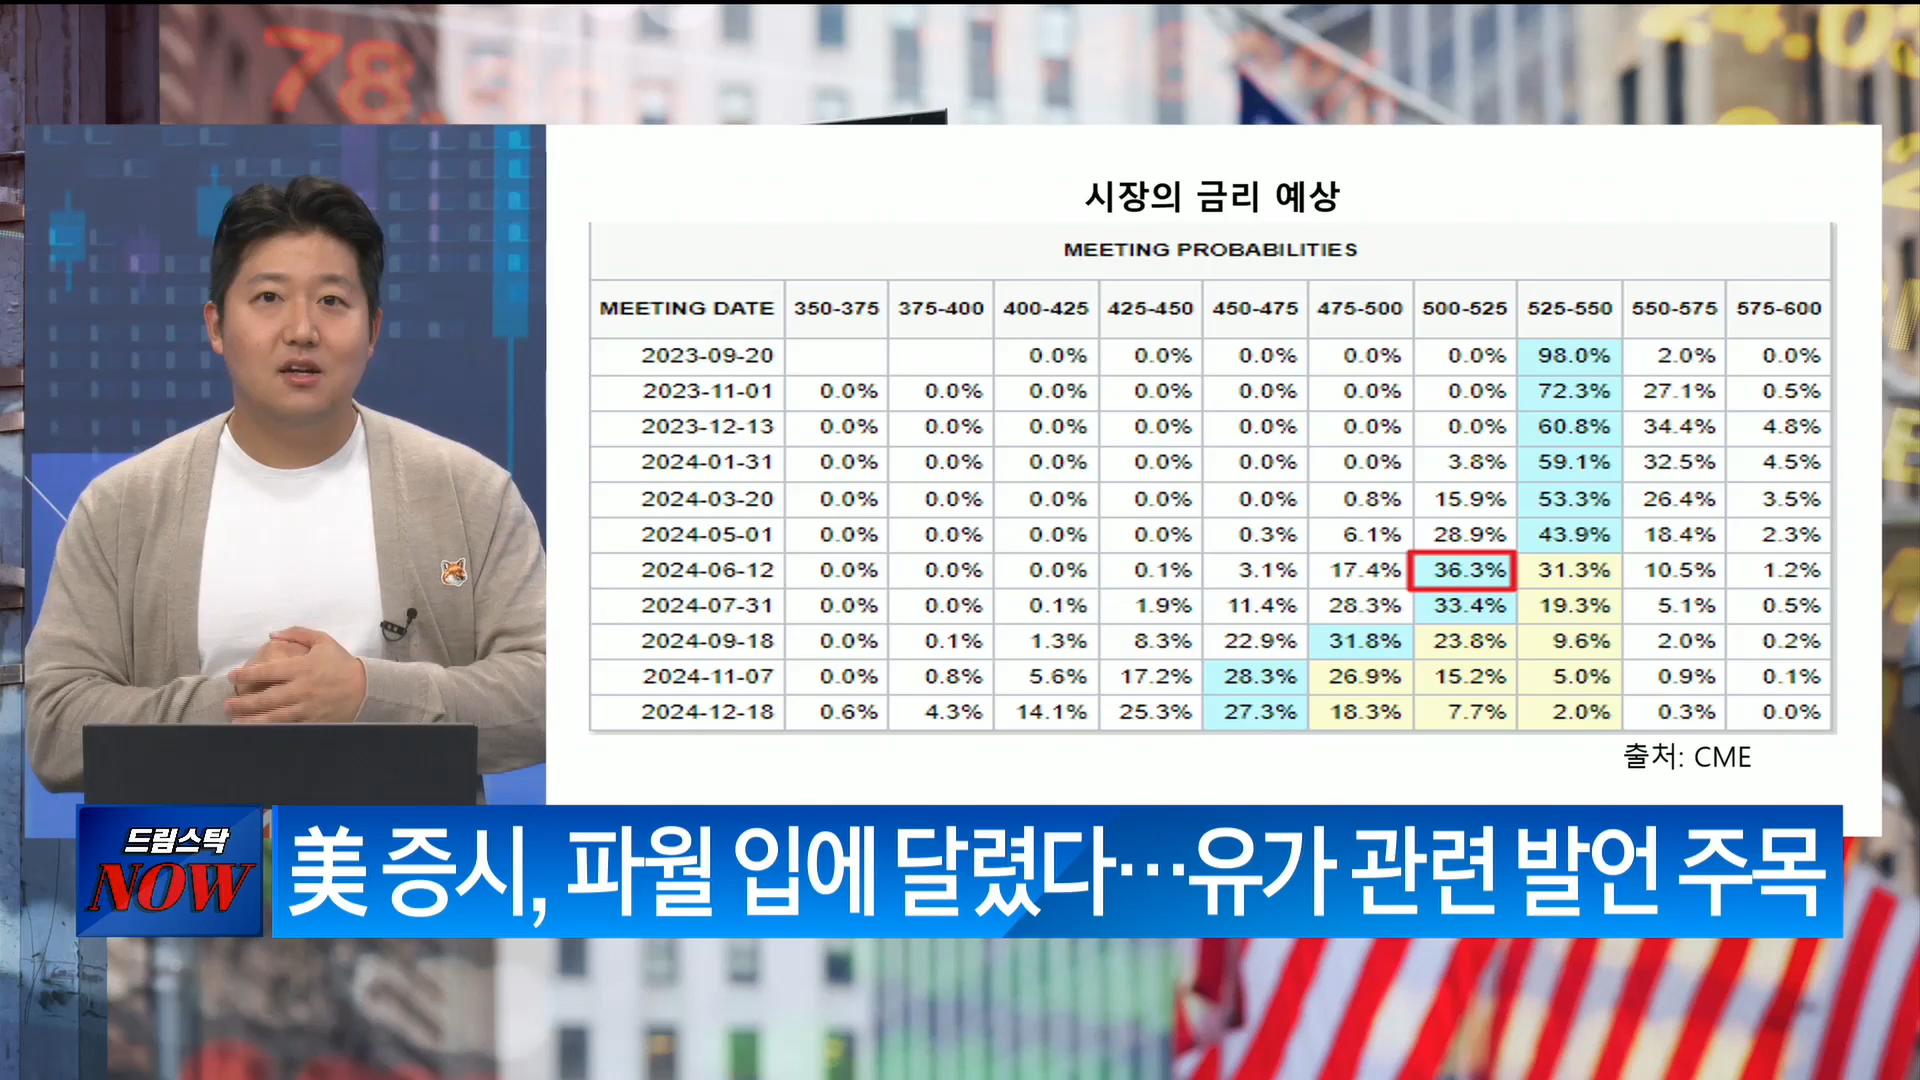 시장의 금리 예상
MEETING PROBABILITIES
MEETING DATE 350-375 375-400 400-425 425-450 450-475 475-500 500-525 525-550 550-575 575-600
2023-09-20 0.0% 0.0% 0.0% 0.0% 0.0% 98.0% 2.0% 0.0%
2023-11-01 0.0% 0.0% 0.0% 0.0% 0.0% 0.0% 0.0% 72.3% 27.1% 0.5%
2023-12-13 0.0% 0.0% 0.0% 0.0% 0.0% 0.0% 0.0% 60.8% 34.4% 4.8%
2024-01-31 0.0% 0.0% 0.0% 0.0% 0.0% 0.0% 3.8% 59.1% 32.5% 4.5%
2024-03-20 0.0% 0.0% 0.0% 0.0% 0.0% 0.8% 15.9% 53.3% 26.4% 3.5%
2024-05-01 0.0% 0.0% 0.0% 0.0% 0.3% 6.1% 28.9% 43.9% 18.4% 2.3%
2024-06-12 0.0% 0.0% 0.0% 0.1% 3.1% 17.4% 36.3% 31.3% 10.5% 1.2%
2024-07-31 0.0% 0.0% 0.1% 1.9% 11.4% 28.3% 33.4% 19.3% 5.1% 0.5%
2024-09-18 0.0% 0.1% 1.3% 8.3% 22.9% 31.8% 23.8% 9.6% 2.0% 0.2%
2024-11-07 0.0% 0.8% 5.6% 17.2% 28.3% 26.9% 15.2% 5.0% 0.9% 0.1%
2024-12-18 0.6% 4.3% 14.1% 25.3% 27.3% 18.3% 7.7% 2.0% 0.3% 0.0%
출처: CME
드림스탁
NOW
美 증시, 파월 입에 달렸다…유가 관련 발언 주목